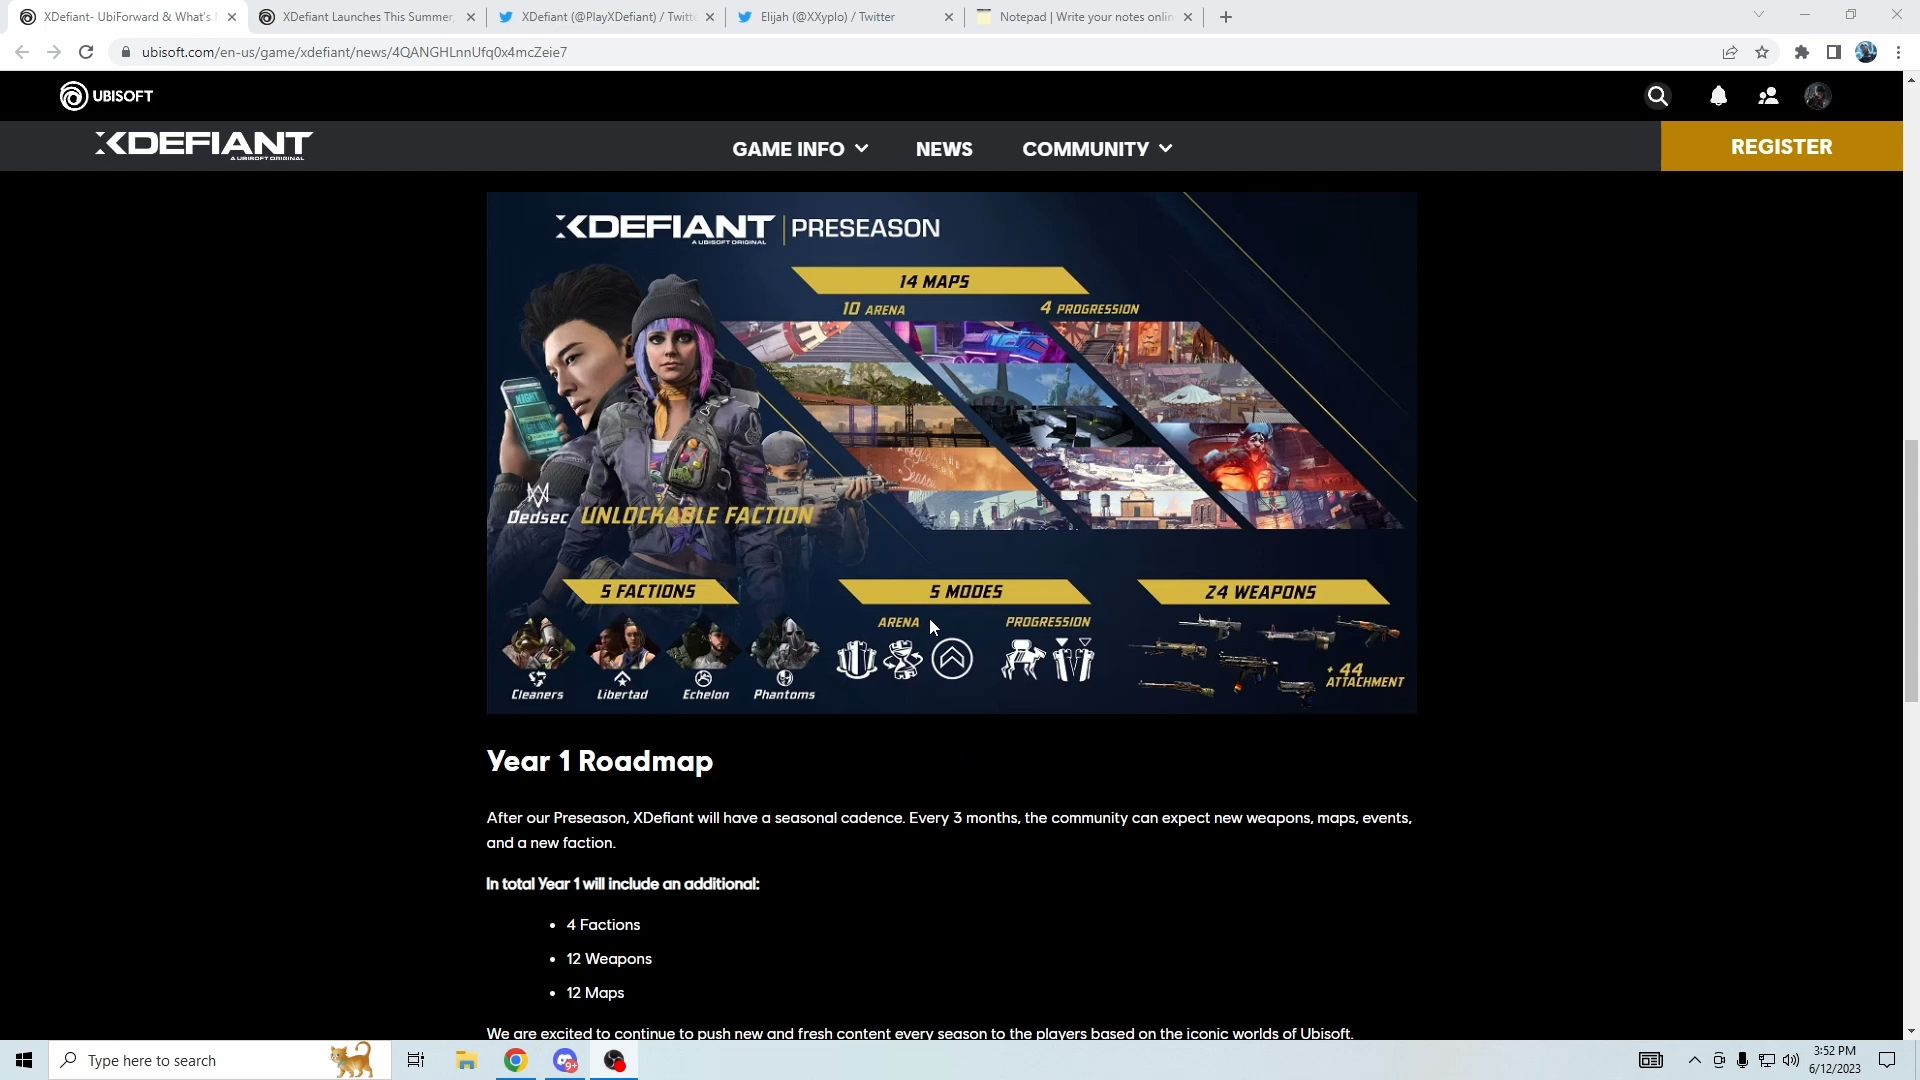 XDefiant- UbiForward & What's
XDefiant Launches This Summer,
XDefiant (@PlayXDefiant) / Twitt
Elijah (@XXyplo) / Twitter
Notepad | Write your notes onlin
ubisoft.com/en-us/game/xdefiant/news/4QANGHLnnUfq0x4mcZeie7
UBISOFT
XDEFIANT
A UBISOFT ORIGINAL
GAME INFO
NEWS
COMMUNITY
REGISTER
XDEFIANT | PRESEASON
A UBISOFT ORIGINAL
14 MAPS
10 ARENA
4 PROGRESSION
Dedsec UNLOCKABLE FACTION
5 FACTIONS
5 MODES
24 WEAPONS
ARENA
PROGRESSION
+ 44
ATTACHMENT
Cleaners
Libertad
Echelon
Phantoms
Year 1 Roadmap
After our Preseason, XDefiant will have a seasonal cadence. Every 3 months, the community can expect new weapons, maps, events,
and a new faction.
In total Year 1 will include an additional:
• 4 Factions
• 12 Weapons
• 12 Maps
We are excited to continue to push new and fresh content every season to the players based on the iconic worlds of Ubisoft.
Type here to search
9+
3:52 PM
6/12/2023